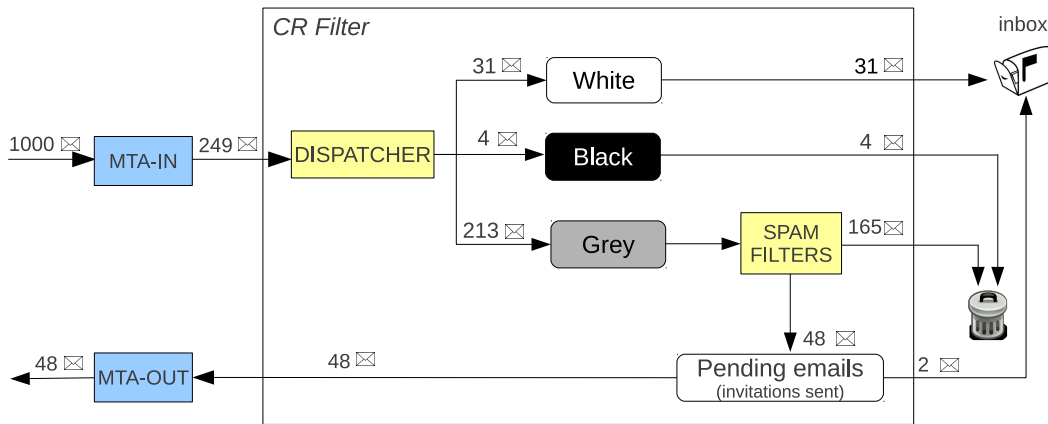 CR Filter
inbox
31
White
31
1000
MTA-IN
249
DISPATCHER
4
Black
4
213
Grey
SPAM
FILTERS
165
48
48
MTA-OUT
48
Pending emails
(invitations sent)
2